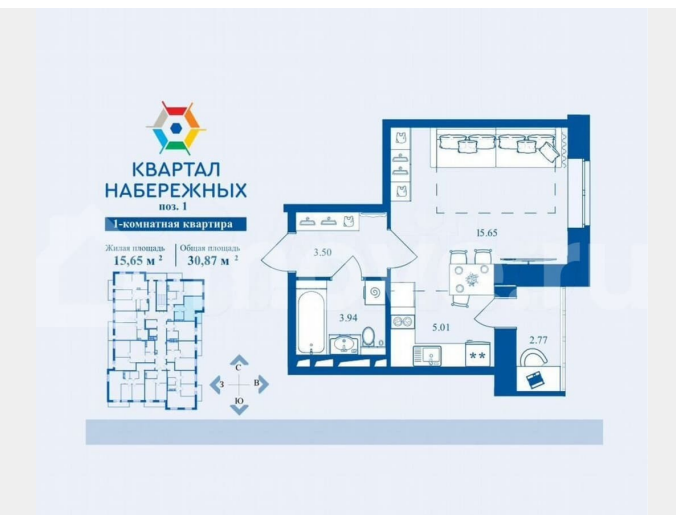 КВАРТАЛ
НАБЕРЕЖНЫХ
поз. 1
1-комнатная квартира
Жилая площадь
15,65 м²
Общая площадь
30,87 м²
С
З
В
Ю
15.65
3.50
3.94
5.01
2.77
**